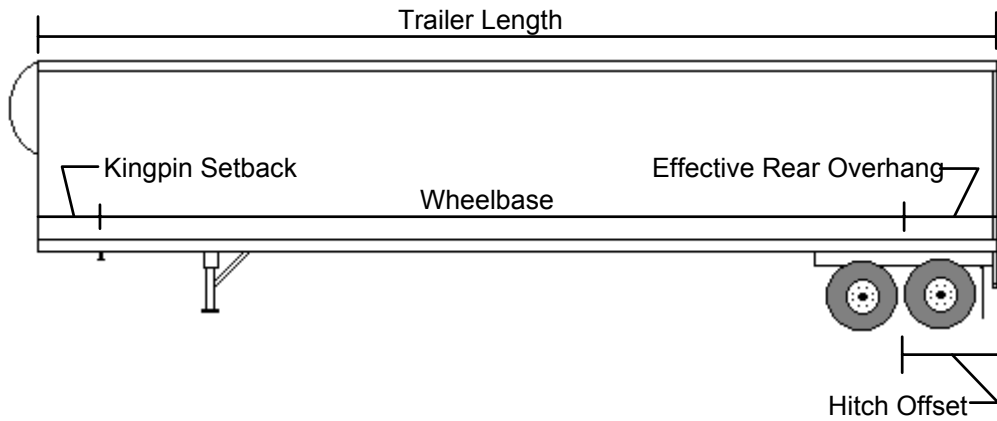 Trailer Length
Kingpin Setback
Effective Rear Overhang
Wheelbase
Hitch Offset